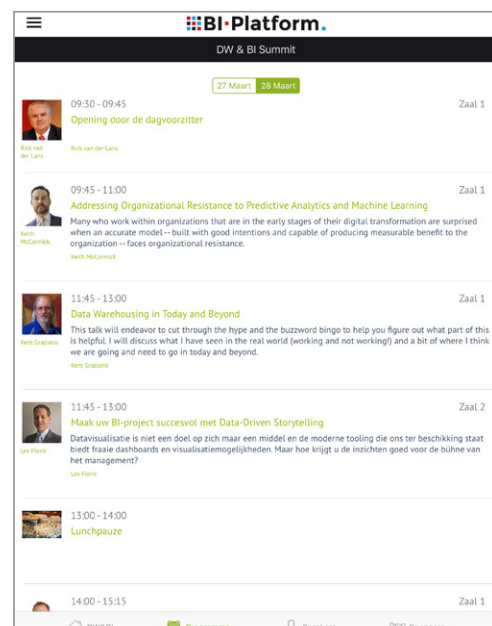 BI·Platform.
DW & BI Summit
27 Maart 28 Maart
09:30 - 09:45 Zaal 1
Opening door de dagvoorzitter
Rick van
der Lans
Rick van der Lans
09:45 - 11:00 Zaal 1
Addressing Organizational Resistance to Predictive Analytics and Machine Learning
Many who work within organizations that are in the early stages of their digital transformation are surprised
when an accurate model -- built with good intentions and capable of producing measurable benefit to the
organization -- faces organizational resistance.
Keith
McCormick
Keith McCormick
11:45 - 13:00 Zaal 1
Data Warehousing in Today and Beyond
This talk will endeavor to cut through the hype and the buzzword bingo to help you figure out what part of this
is helpful. I will discuss what I have seen in the real world (working and not working!) and a bit of where I think
we are going and need to go in today and beyond.
Kent Graziano
Kent Graziano
11:45 - 13:00 Zaal 2
Maak uw BI-project succesvol met Data-Driven Storytelling
Datavisualisatie is niet een doel op zich maar een middel en de moderne tooling die ons ter beschikking staat
biedt fraaie dashboards en visualisatiemogelijkheden. Maar hoe krijgt u de inzichten goed voor de bühne van
het management?
Lex Pierik
Lex Pierik
13:00 - 14:00
Lunchpauze
14:00 - 15:15 Zaal 1